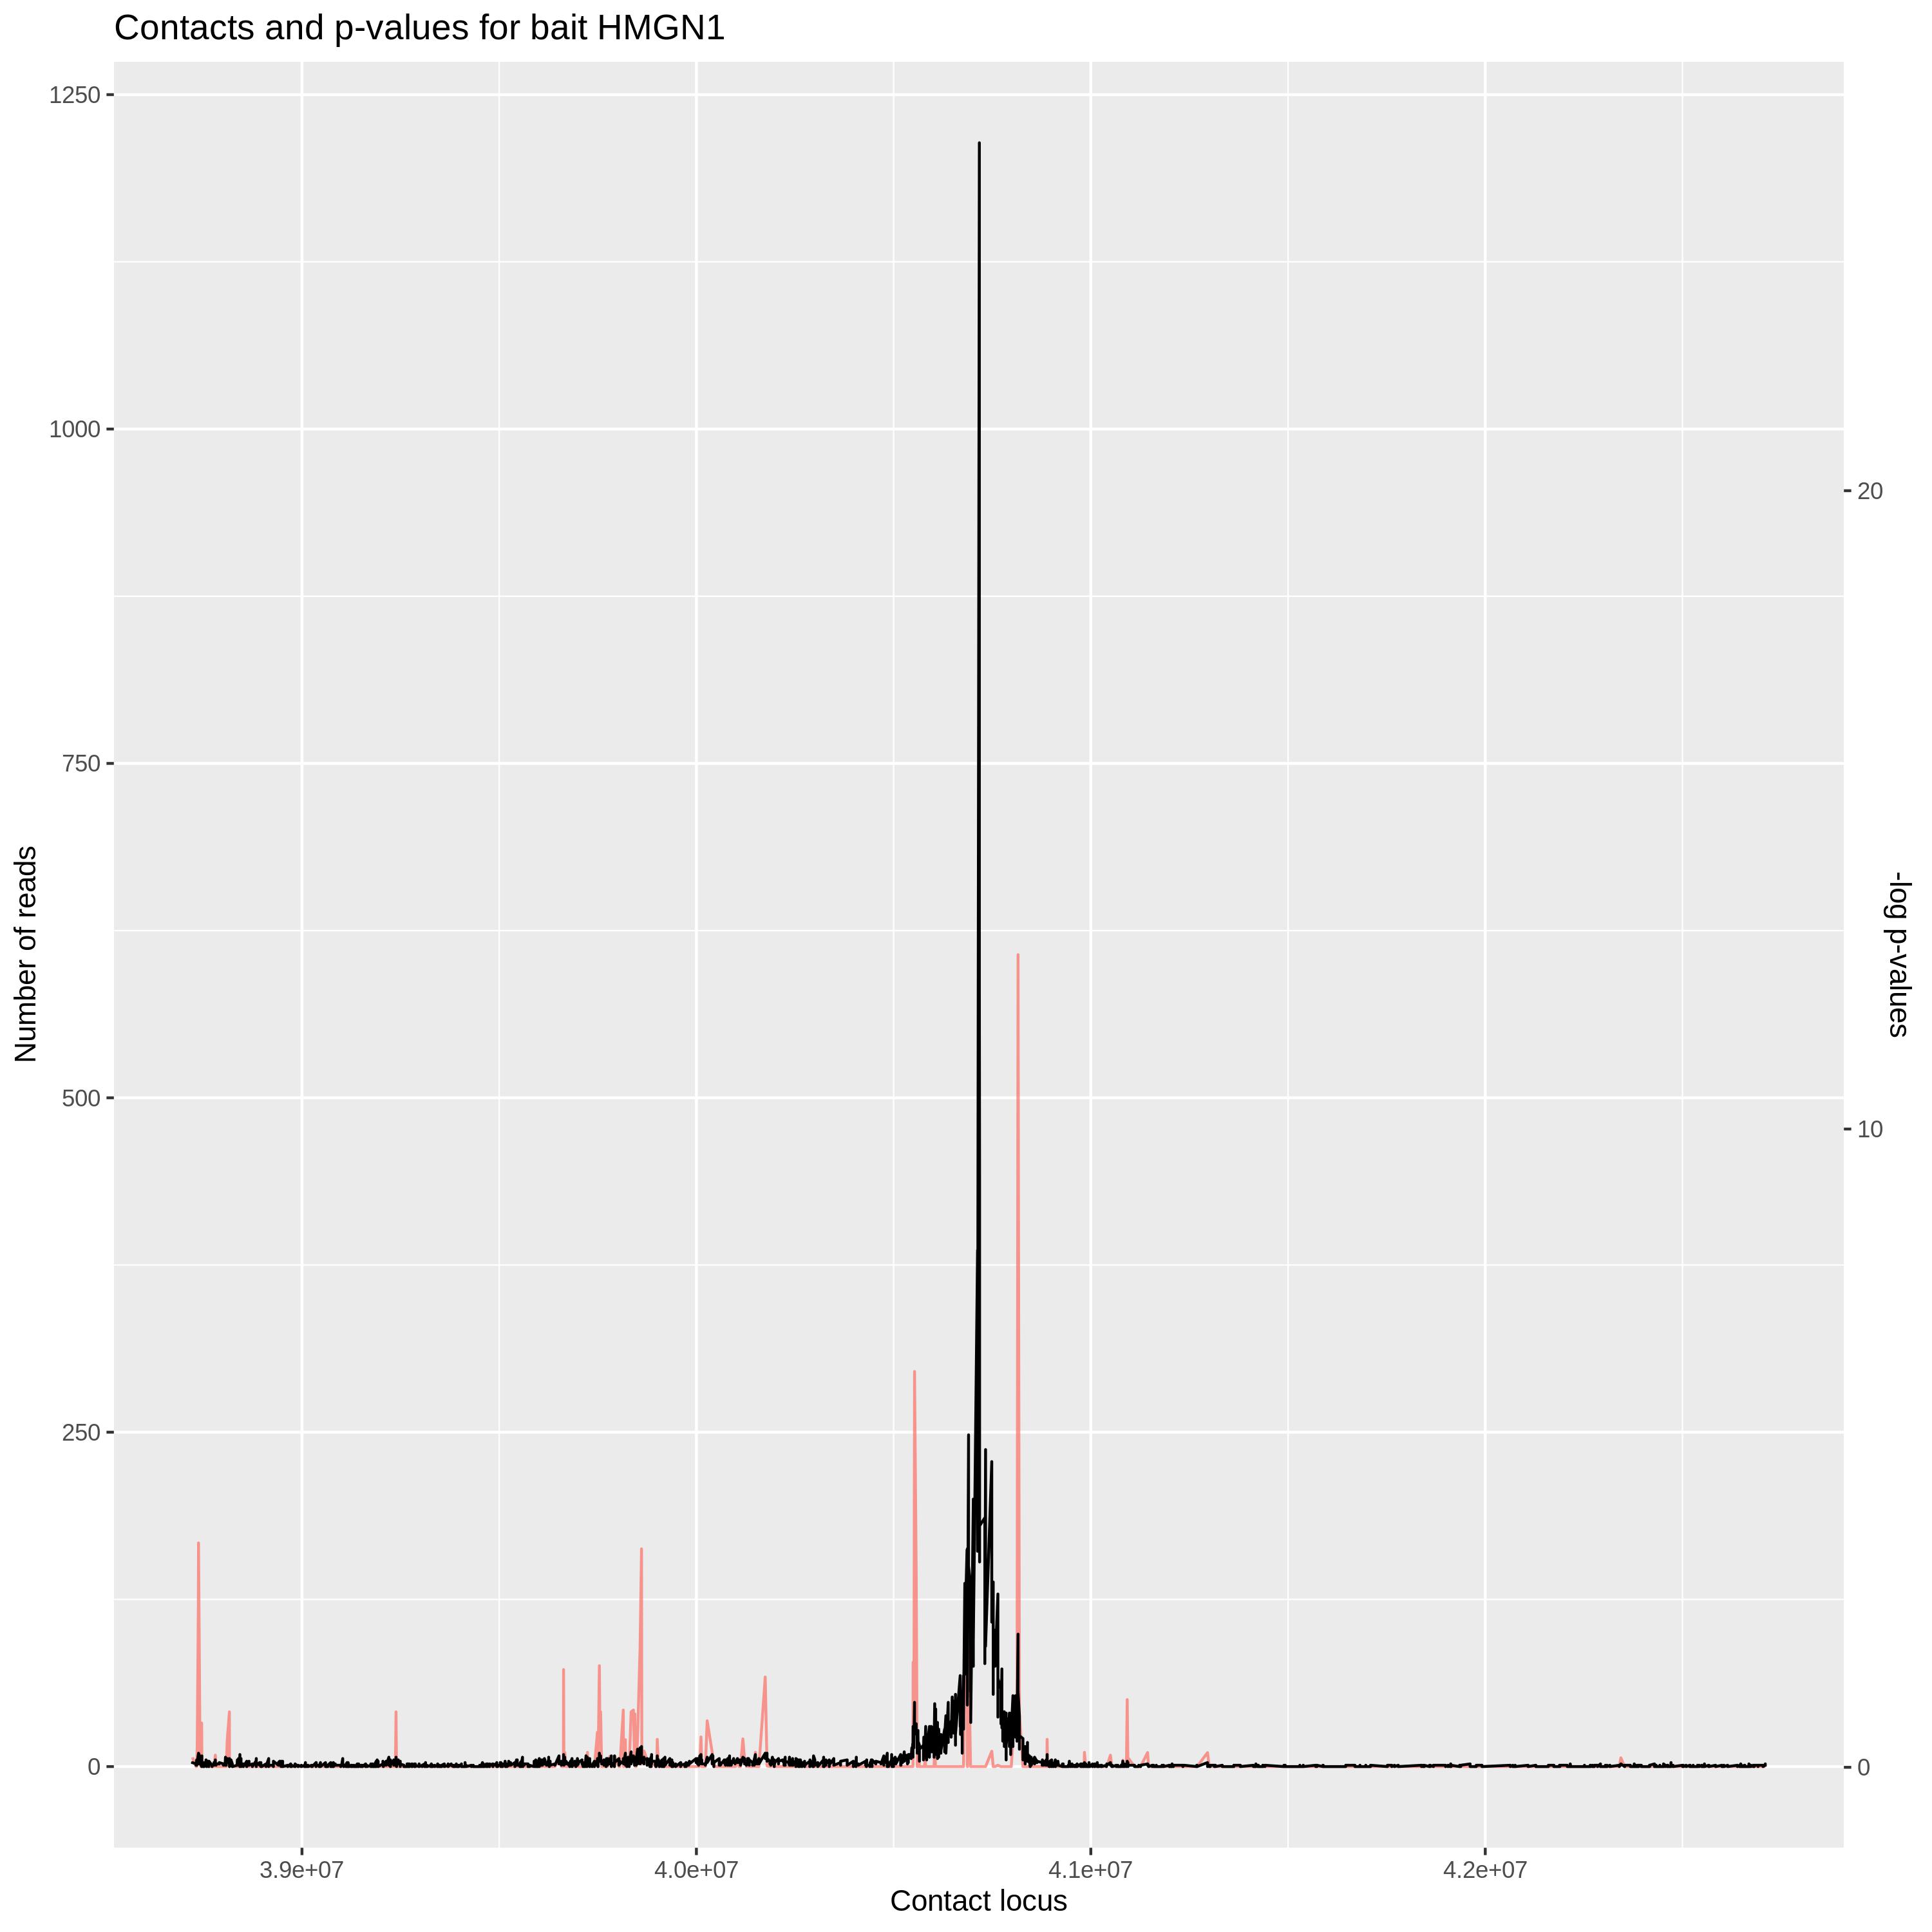 Contacts and p-values for bait HMGN1
1250
1000
750
500
250
0
Number of reads
20
10
0
-log p-values
3.9e+07
4.0e+07
4.1e+07
4.2e+07
Contact locus